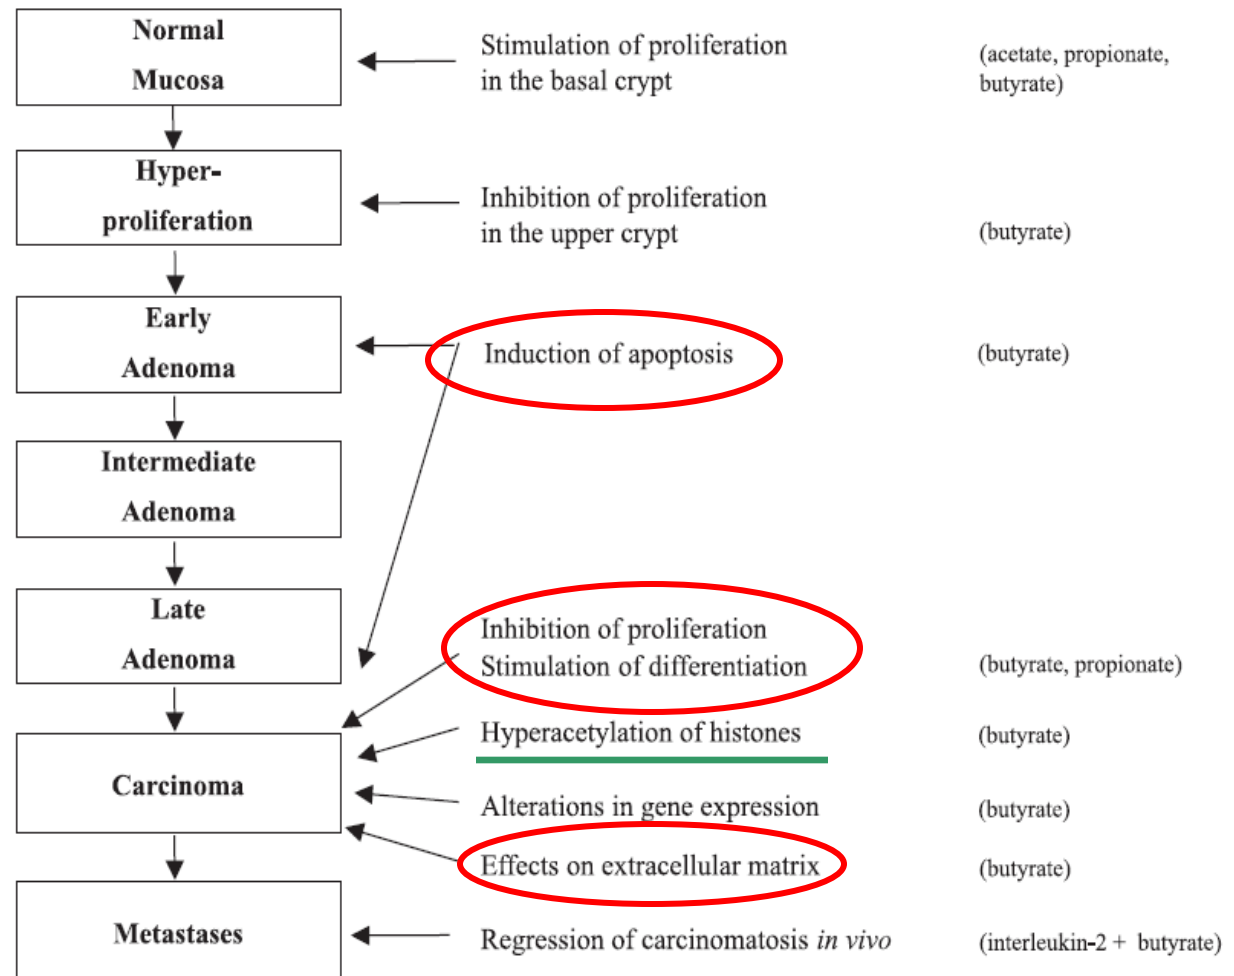 Normal
Mucosa
Stimulation of proliferation
in the basal crypt
(acetate, propionate,
butyrate)
Hyper-
proliferation
Inhibition of proliferation
in the upper crypt
(butyrate)
Early
Adenoma
Induction of apoptosis
(butyrate)
Intermediate
Adenoma
Late
Adenoma
Inhibition of proliferation
Stimulation of differentiation
(butyrate, propionate)
Hyperacetylation of histones
(butyrate)
Carcinoma
Alterations in gene expression
(butyrate)
Effects on extracellular matrix
(butyrate)
Metastases
Regression of carcinomatosis in vivo
(interleukin-2 + butyrate)